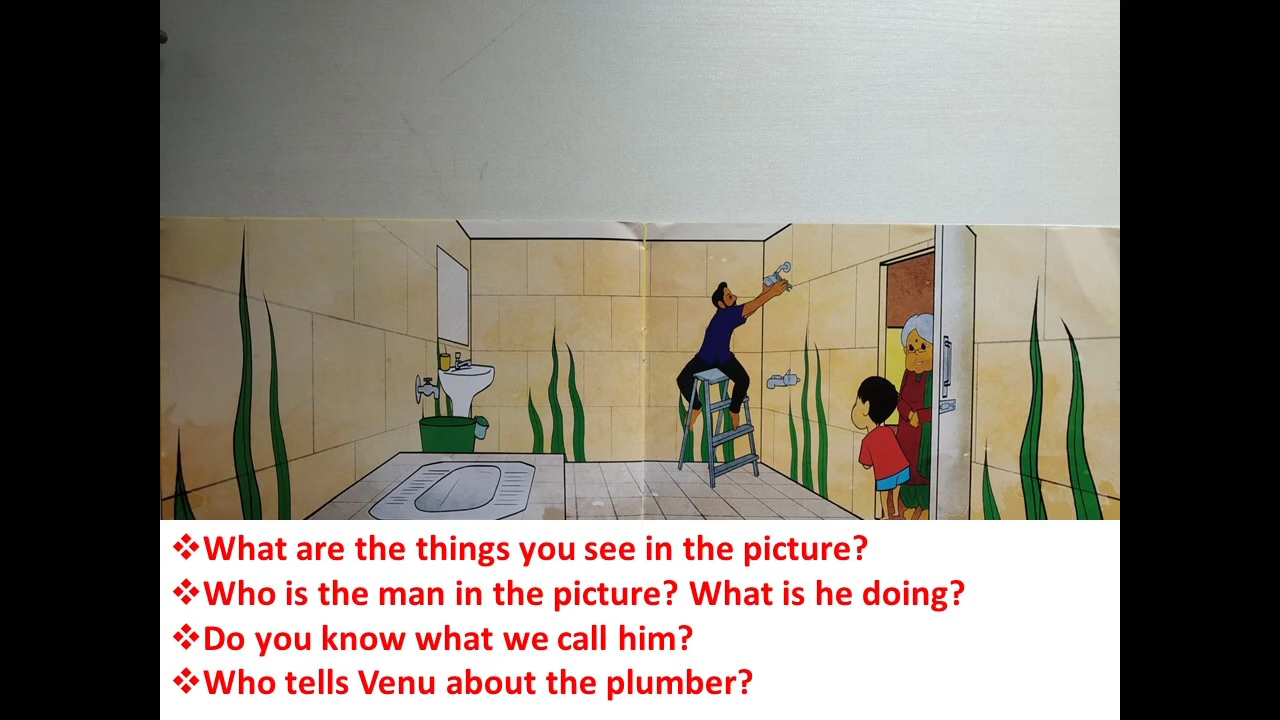 ❖What are the things you see in the picture?
❖Who is the man in the picture? What is he doing?
❖Do you know what we call him?
❖Who tells Venu about the plumber?